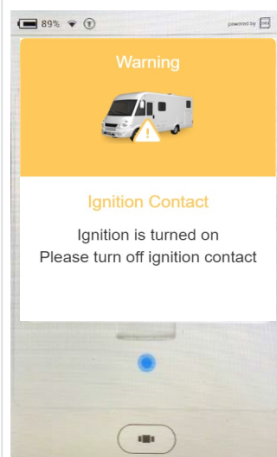 89%
powered by
Warning
Ignition Contact
Ignition is turned on
Please turn off ignition contact